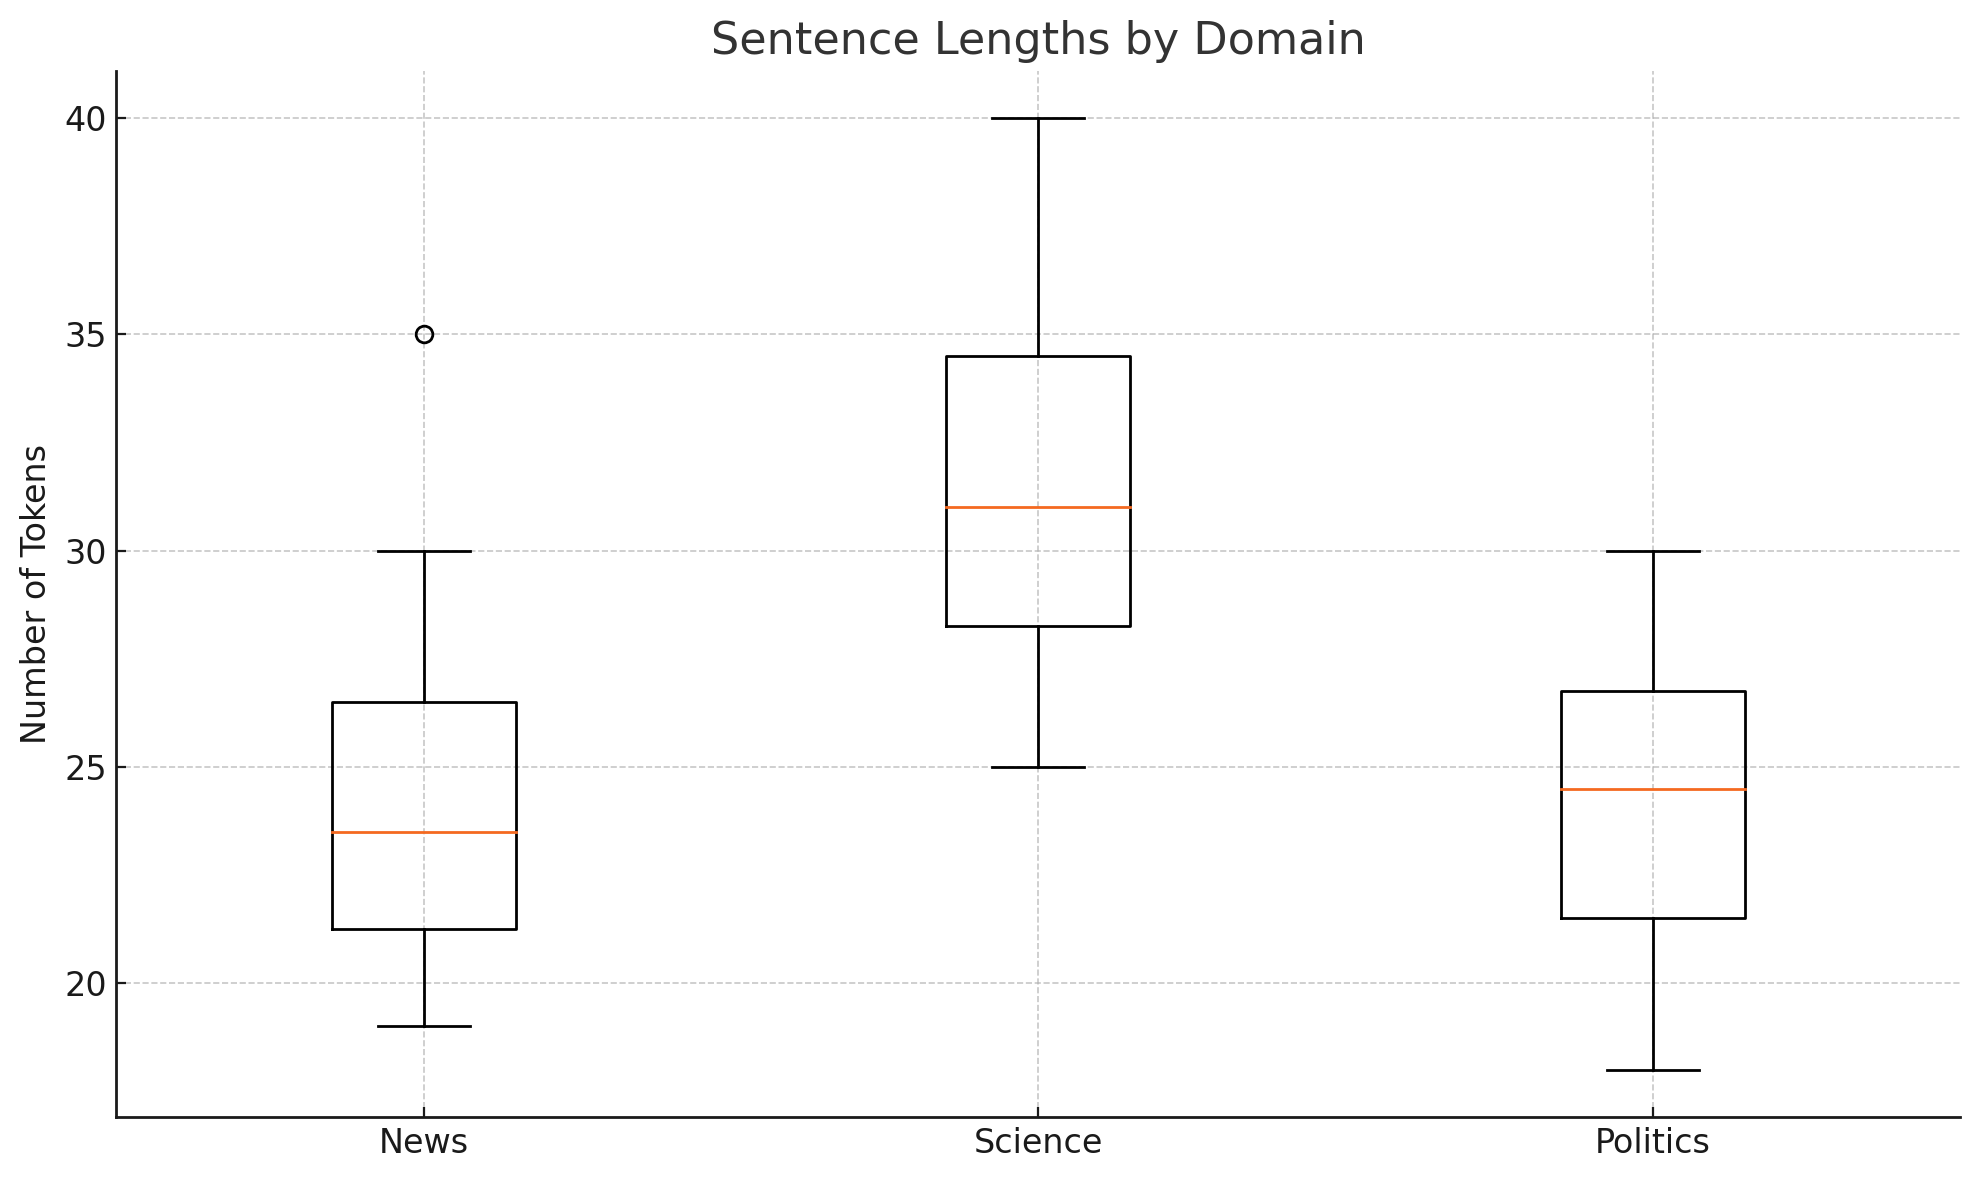 Sentence Lengths by Domain
Number of Tokens
40
35
30
25
20
News
Science
Politics